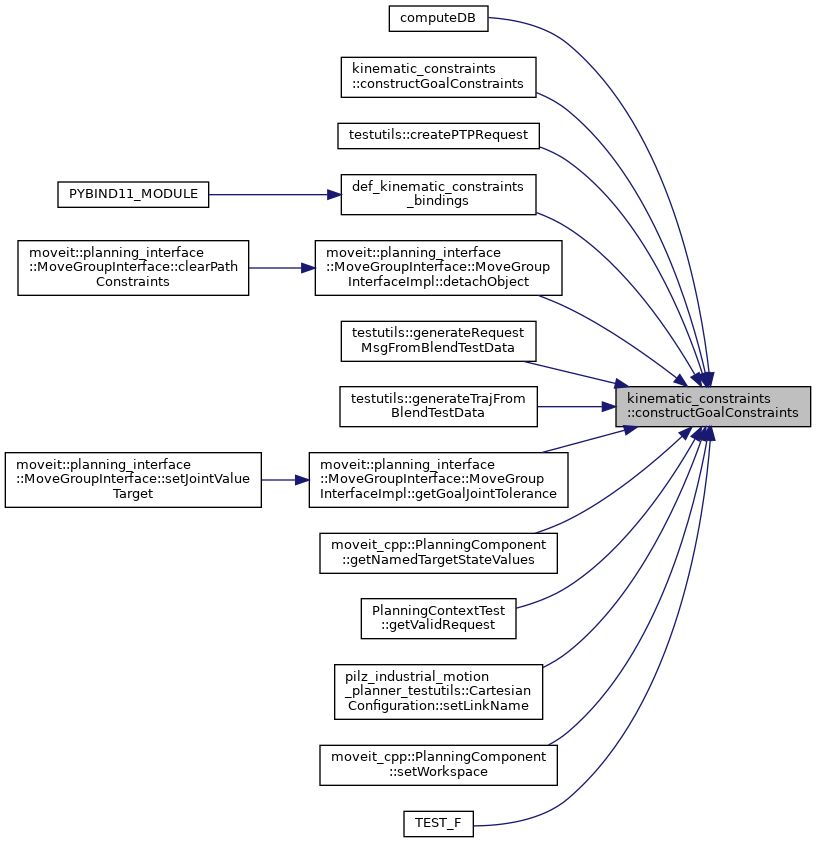 computeDB
kinematic_constraints
::constructGoalConstraints
testutils::createPTPRequest
PYBIND11_MODULE
def_kinematic_constraints
_bindings
moveit::planning_interface
::MoveGroupInterface::clearPath
Constraints
moveit::planning_interface
::MoveGroupInterface::MoveGroup
InterfaceImpl::detachObject
testutils::generateRequest
MsgFromBlendTestData
testutils::generateTrajFrom
BlendTestData
kinematic_constraints
::constructGoalConstraints
moveit::planning_interface
::MoveGroupInterface::setJointValue
Target
moveit::planning_interface
::MoveGroupInterface::MoveGroup
InterfaceImpl::getGoalJointTolerance
moveit_cpp::PlanningComponent
::getNamedTargetStateValues
PlanningContextTest
::getValidRequest
pilz_industrial_motion
_planner_testutils::Cartesian
Configuration::setLinkName
moveit_cpp::PlanningComponent
::setWorkspace
TEST_F